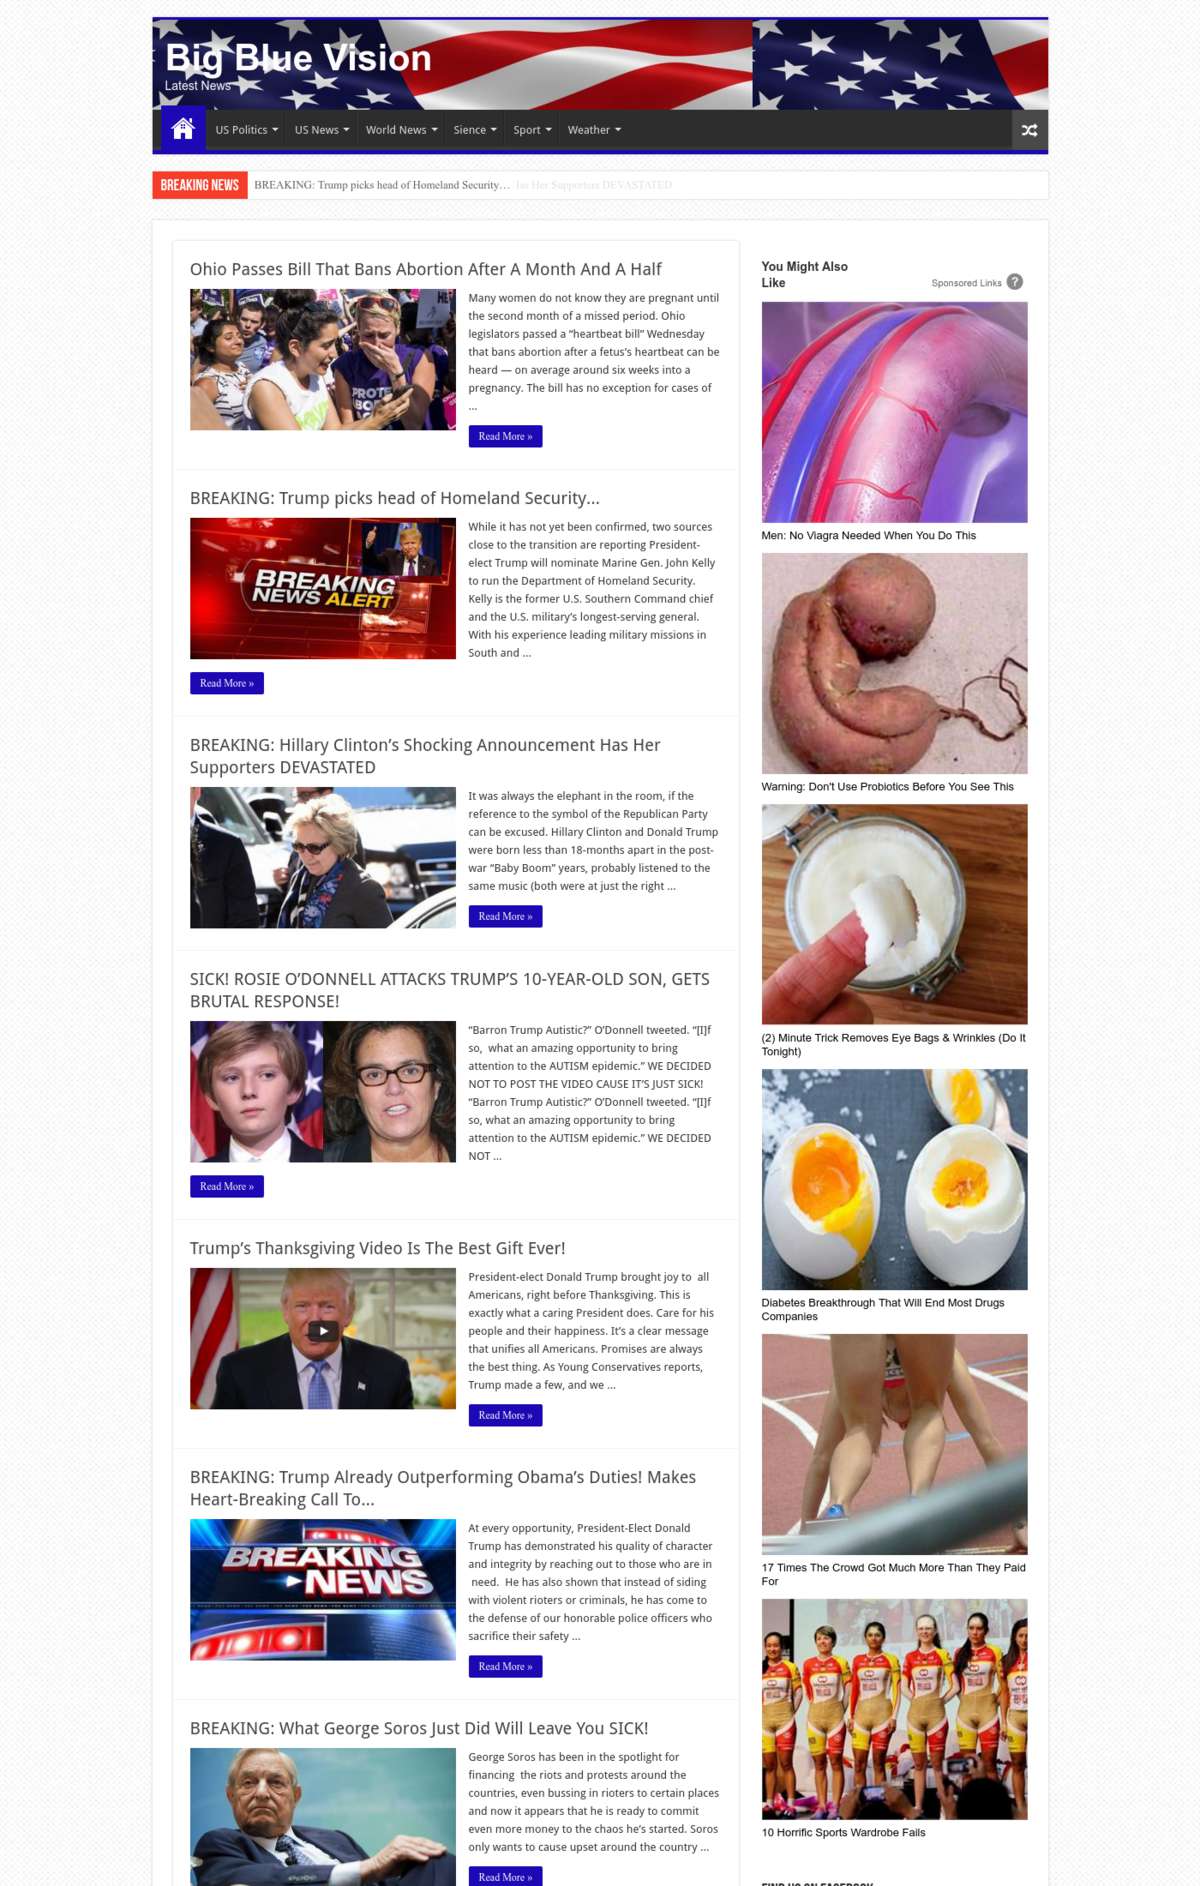 Big Blue Vision
Latest News
US Politics
US News
World News
Sience
Sport
Weather
BREAKING NEWS
BREAKING: Trump picks head of Homeland Security… Has Her Supporters DEVASTATED
Ohio Passes Bill That Bans Abortion After A Month And A Half
Many women do not know they are pregnant until
the second month of a missed period. Ohio
legislators passed a “heartbeat bill” Wednesday
that bans abortion after a fetus’s heartbeat can be
heard — on average around six weeks into a
pregnancy. The bill has no exception for cases of
...
Read More »
BREAKING: Trump picks head of Homeland Security…
BREAKING
NEWS ALERT
While it has not yet been confirmed, two sources
close to the transition are reporting President-
elect Trump will nominate Marine Gen. John Kelly
to run the Department of Homeland Security.
Kelly is the former U.S. Southern Command chief
and the U.S. military’s longest-serving general.
With his experience leading military missions in
South and ...
Read More »
BREAKING: Hillary Clinton’s Shocking Announcement Has Her
Supporters DEVASTATED
It was always the elephant in the room, if the
reference to the symbol of the Republican Party
can be excused. Hillary Clinton and Donald Trump
were born less than 18-months apart in the post-
war “Baby Boom” years, probably listened to the
same music (both were at just the right ...
Read More »
SICK! ROSIE O’DONNELL ATTACKS TRUMP’S 10-YEAR-OLD SON, GETS
BRUTAL RESPONSE!
“Barron Trump Autistic?” O’Donnell tweeted. “[I]f
so, what an amazing opportunity to bring
attention to the AUTISM epidemic.” WE DECIDED
NOT TO POST THE VIDEO CAUSE IT’S JUST SICK!
“Barron Trump Autistic?” O’Donnell tweeted. “[I]f
so, what an amazing opportunity to bring
attention to the AUTISM epidemic.” WE DECIDED
NOT ...
Read More »
Trump’s Thanksgiving Video Is The Best Gift Ever!
President-elect Donald Trump brought joy to all
Americans, right before Thanksgiving. This is
exactly what a caring President does. Care for his
people and their happiness. It’s a clear message
that unifies all Americans. Promises are always
the best thing. As Young Conservatives reports,
Trump made a few, and we ...
Read More »
BREAKING: Trump Already Outperforming Obama’s Duties! Makes
Heart-Breaking Call To…
BREAKING
NEWS
At every opportunity, President-Elect Donald
Trump has demonstrated his quality of character
and integrity by reaching out to those who are in
need. He has also shown that instead of siding
with violent rioters or criminals, he has come to
the defense of our honorable police officers who
sacrifice their safety ...
Read More »
BREAKING: What George Soros Just Did Will Leave You SICK!
George Soros has been in the spotlight for
financing the riots and protests around the
countries, even bussing in rioters to certain places
and now it appears that he is ready to commit
even more money to the chaos he’s started. Soros
only wants to cause upset around the country ...
Read More »
You Might Also
Like
Sponsored Links ?
Men: No Viagra Needed When You Do This
Warning: Don't Use Probiotics Before You See This
(2) Minute Trick Removes Eye Bags & Wrinkles (Do It
Tonight)
Diabetes Breakthrough That Will End Most Drugs
Companies
17 Times The Crowd Got Much More Than They Paid
For
10 Horrific Sports Wardrobe Fails
FIND US ON FACEBOOK